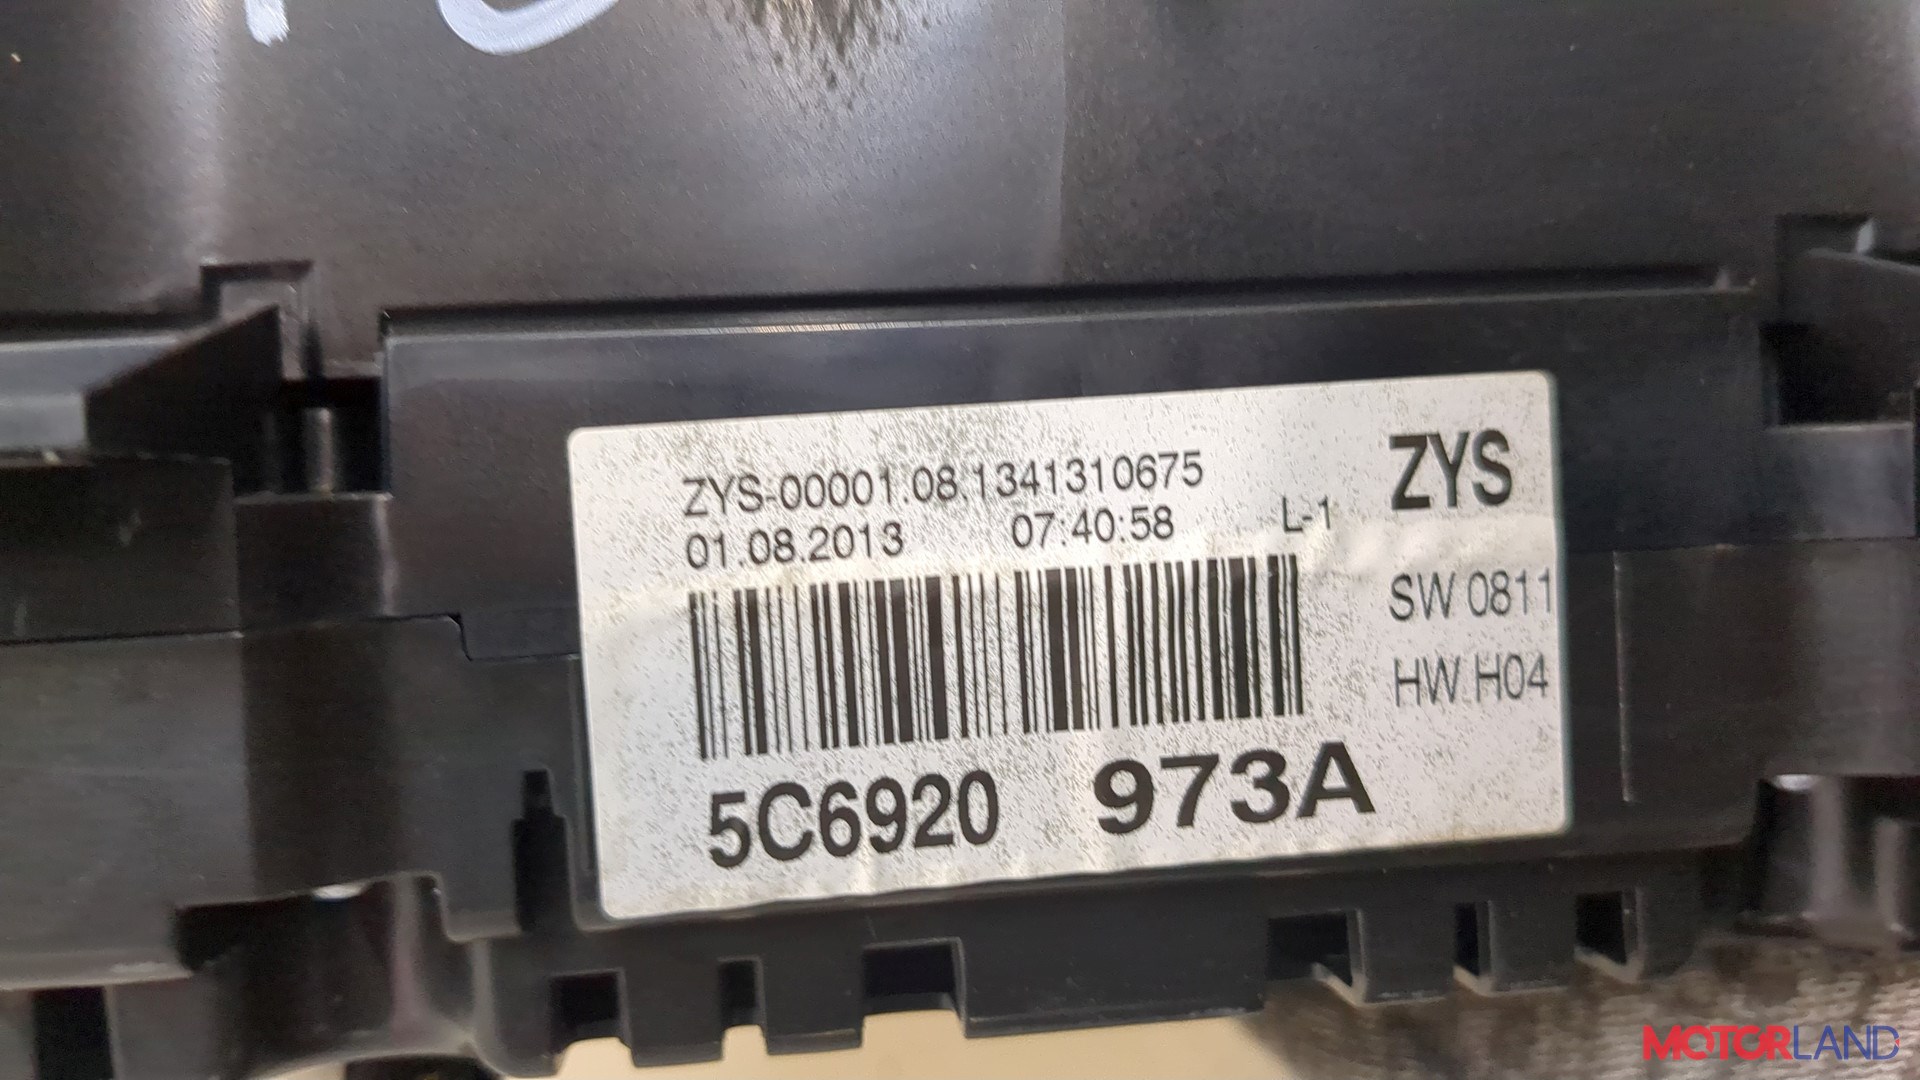 ZYS-00001.08.1341310675
01.08.2013 07:40:58 L-1
ZYS
SW 0811
HW H04
5C6920 973A
MOTORLAND